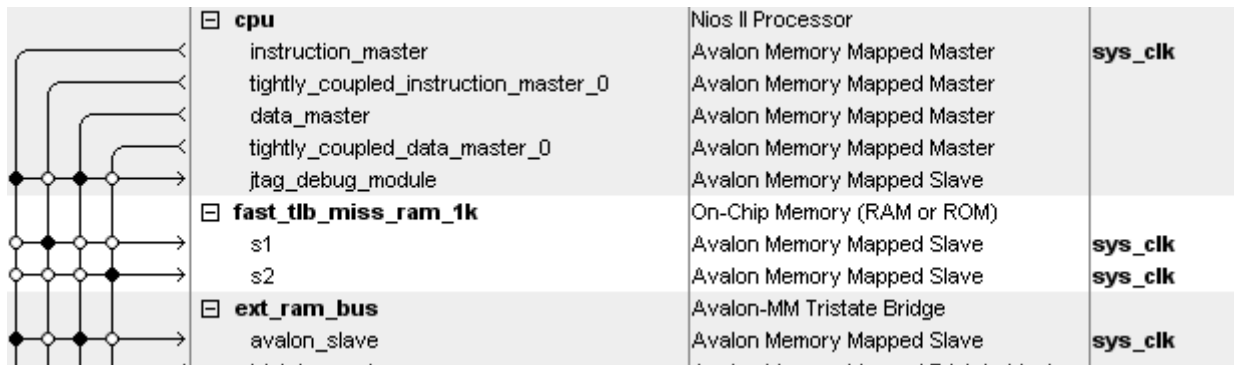 cpu Nios II Processor
instruction_master Avalon Memory Mapped Master sys_clk
tightly_coupled_instruction_master_0 Avalon Memory Mapped Master
data_master Avalon Memory Mapped Master
tightly_coupled_data_master_0 Avalon Memory Mapped Master
jtag_debug_module Avalon Memory Mapped Slave
fast_tlb_miss_ram_1k On-Chip Memory (RAM or ROM)
s1 Avalon Memory Mapped Slave sys_clk
s2 Avalon Memory Mapped Slave sys_clk
ext_ram_bus Avalon-MM Tristate Bridge
avalon_slave Avalon Memory Mapped Slave sys_clk